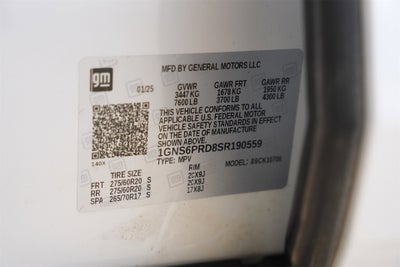 gm
MFD BY GENERAL MOTORS LLC
01/25 GVWR GAWR FRT GAWR RR
3447 KG 1678 KG 1950 KG
7600 LB 3700 LB 4300 LB
THIS VEHICLE CONFORMS TO ALL
APPLICABLE U.S. FEDERAL MOTOR
VEHICLE SAFETY STANDARDS IN EFFECT
ON THE DATE OF MANUFACTURE
SHOWN ABOVE.
1GNS6PRD8SR190559
140X TYPE: MPV MODEL:
TIRE SIZE RIM
FRT 275/60R20 S 20X9J
RR 275/60R20 S 20X9J
SPA 265/70R17 S 17X8J